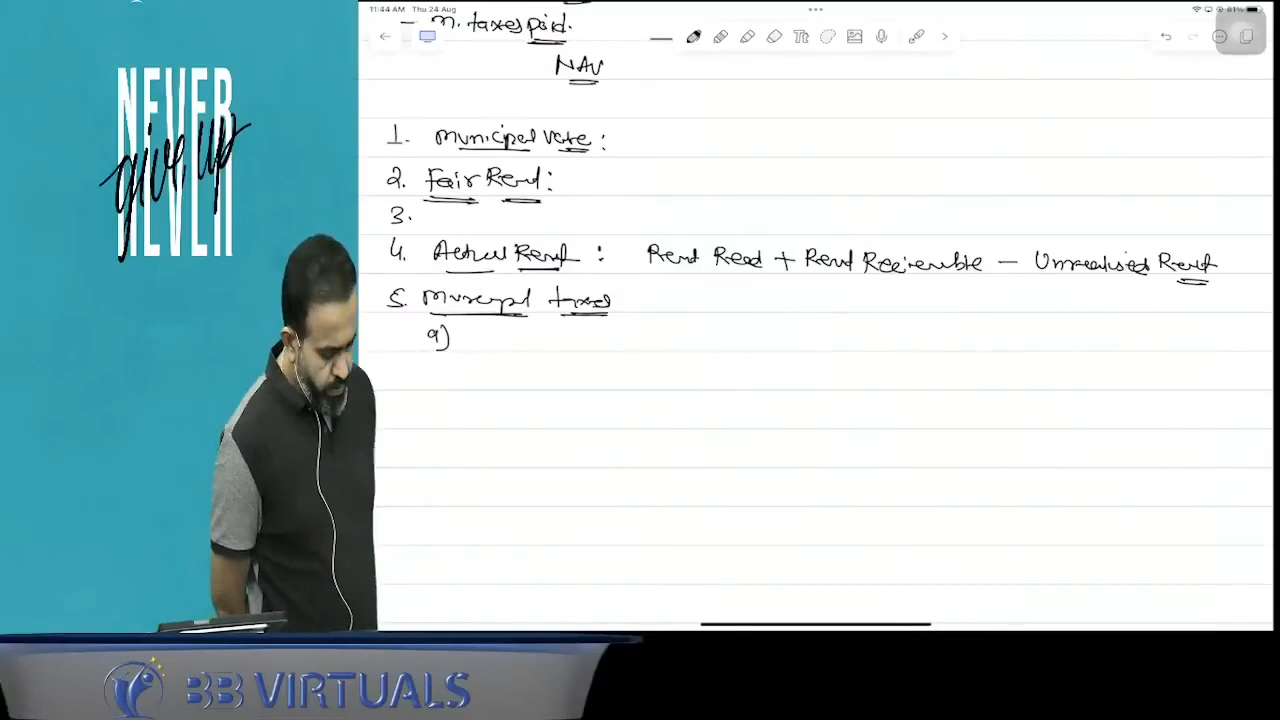 11:44 AM Thu 24 Aug
81%
- M. taxes paid.
NAV
NEVER
give up
NEVER
1. Municipal Value :
2. Fair Rent :
3.
4. Actual Rent : Rent Recd + Rent Receivable - Unrealised Rent
5. Municipal taxes
a)
BB VIRTUALS